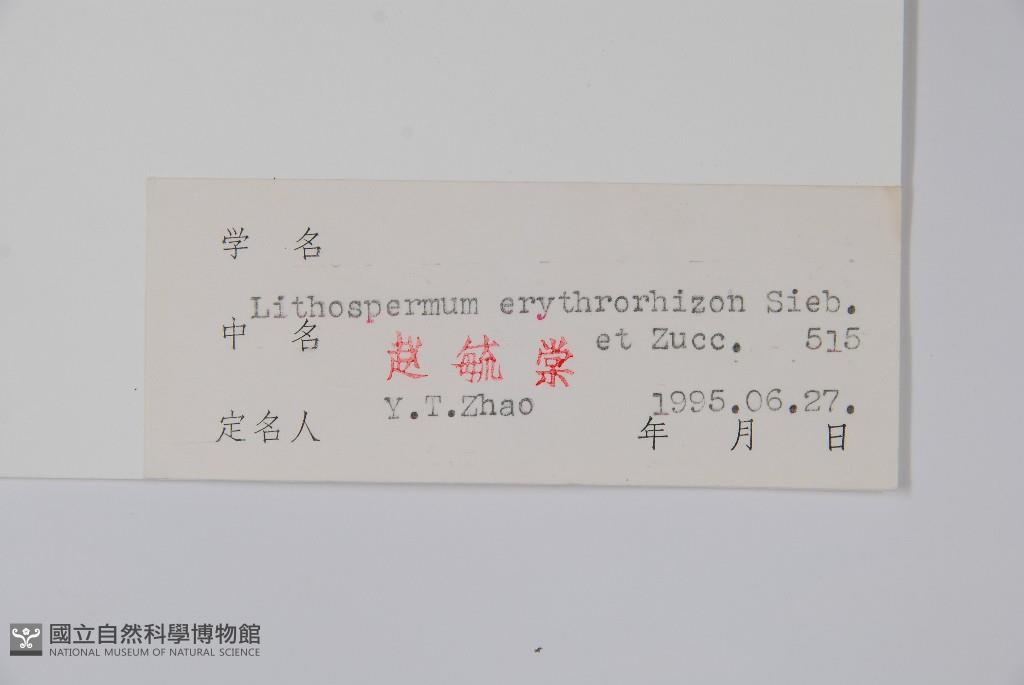 学 名
Lithospermum erythrorhizon Sieb.
中 名 et Zucc. 515
赵毓棠
Y.T.Zhao 1995.06.27.
定名人 年 月 日
國立自然科學博物館
NATIONAL MUSEUM OF NATURAL SCIENCE